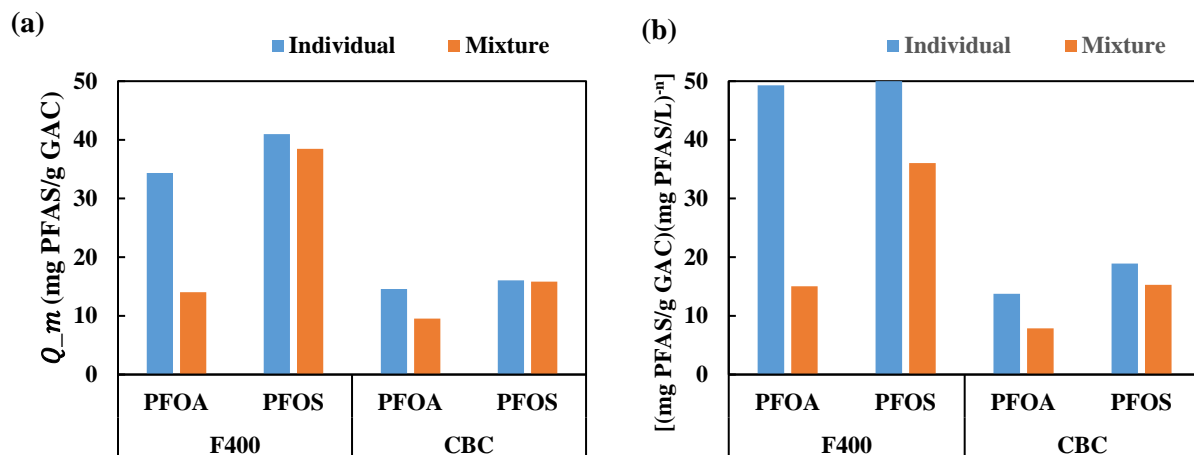 (a)
Individual Mixture
Q_m (mg PFAS/g GAC)
50
40
30
20
10
0
PFOA PFOS PFOA PFOS
F400 CBC
(b)
Individual Mixture
[(mg PFAS/g GAC)(mg PFAS/L)⁻ⁿ]
50
40
30
20
10
0
PFOA PFOS PFOA PFOS
F400 CBC